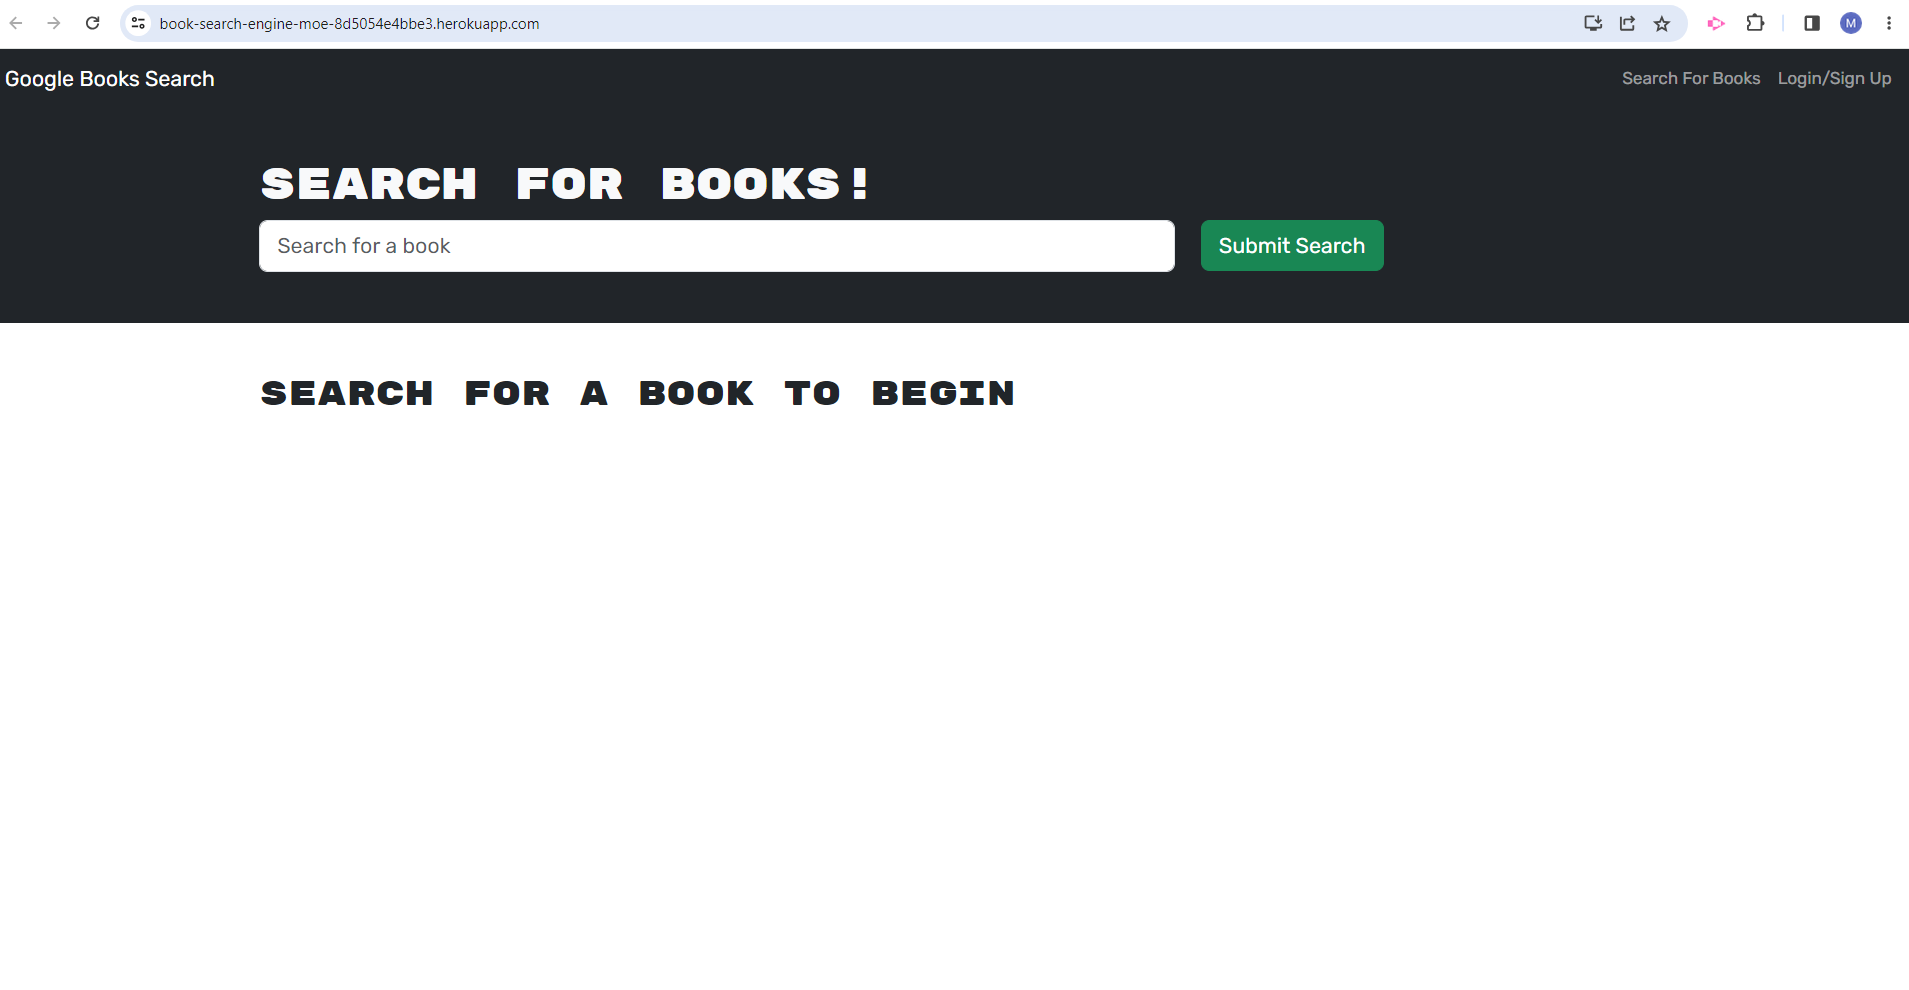 book-search-engine-moe-8d5054e4bbe3.herokuapp.com
M
Google Books Search
Search For Books
Login/Sign Up
SEARCH FOR BOOKS!
Search for a book
Submit Search
SEARCH FOR A BOOK TO BEGIN